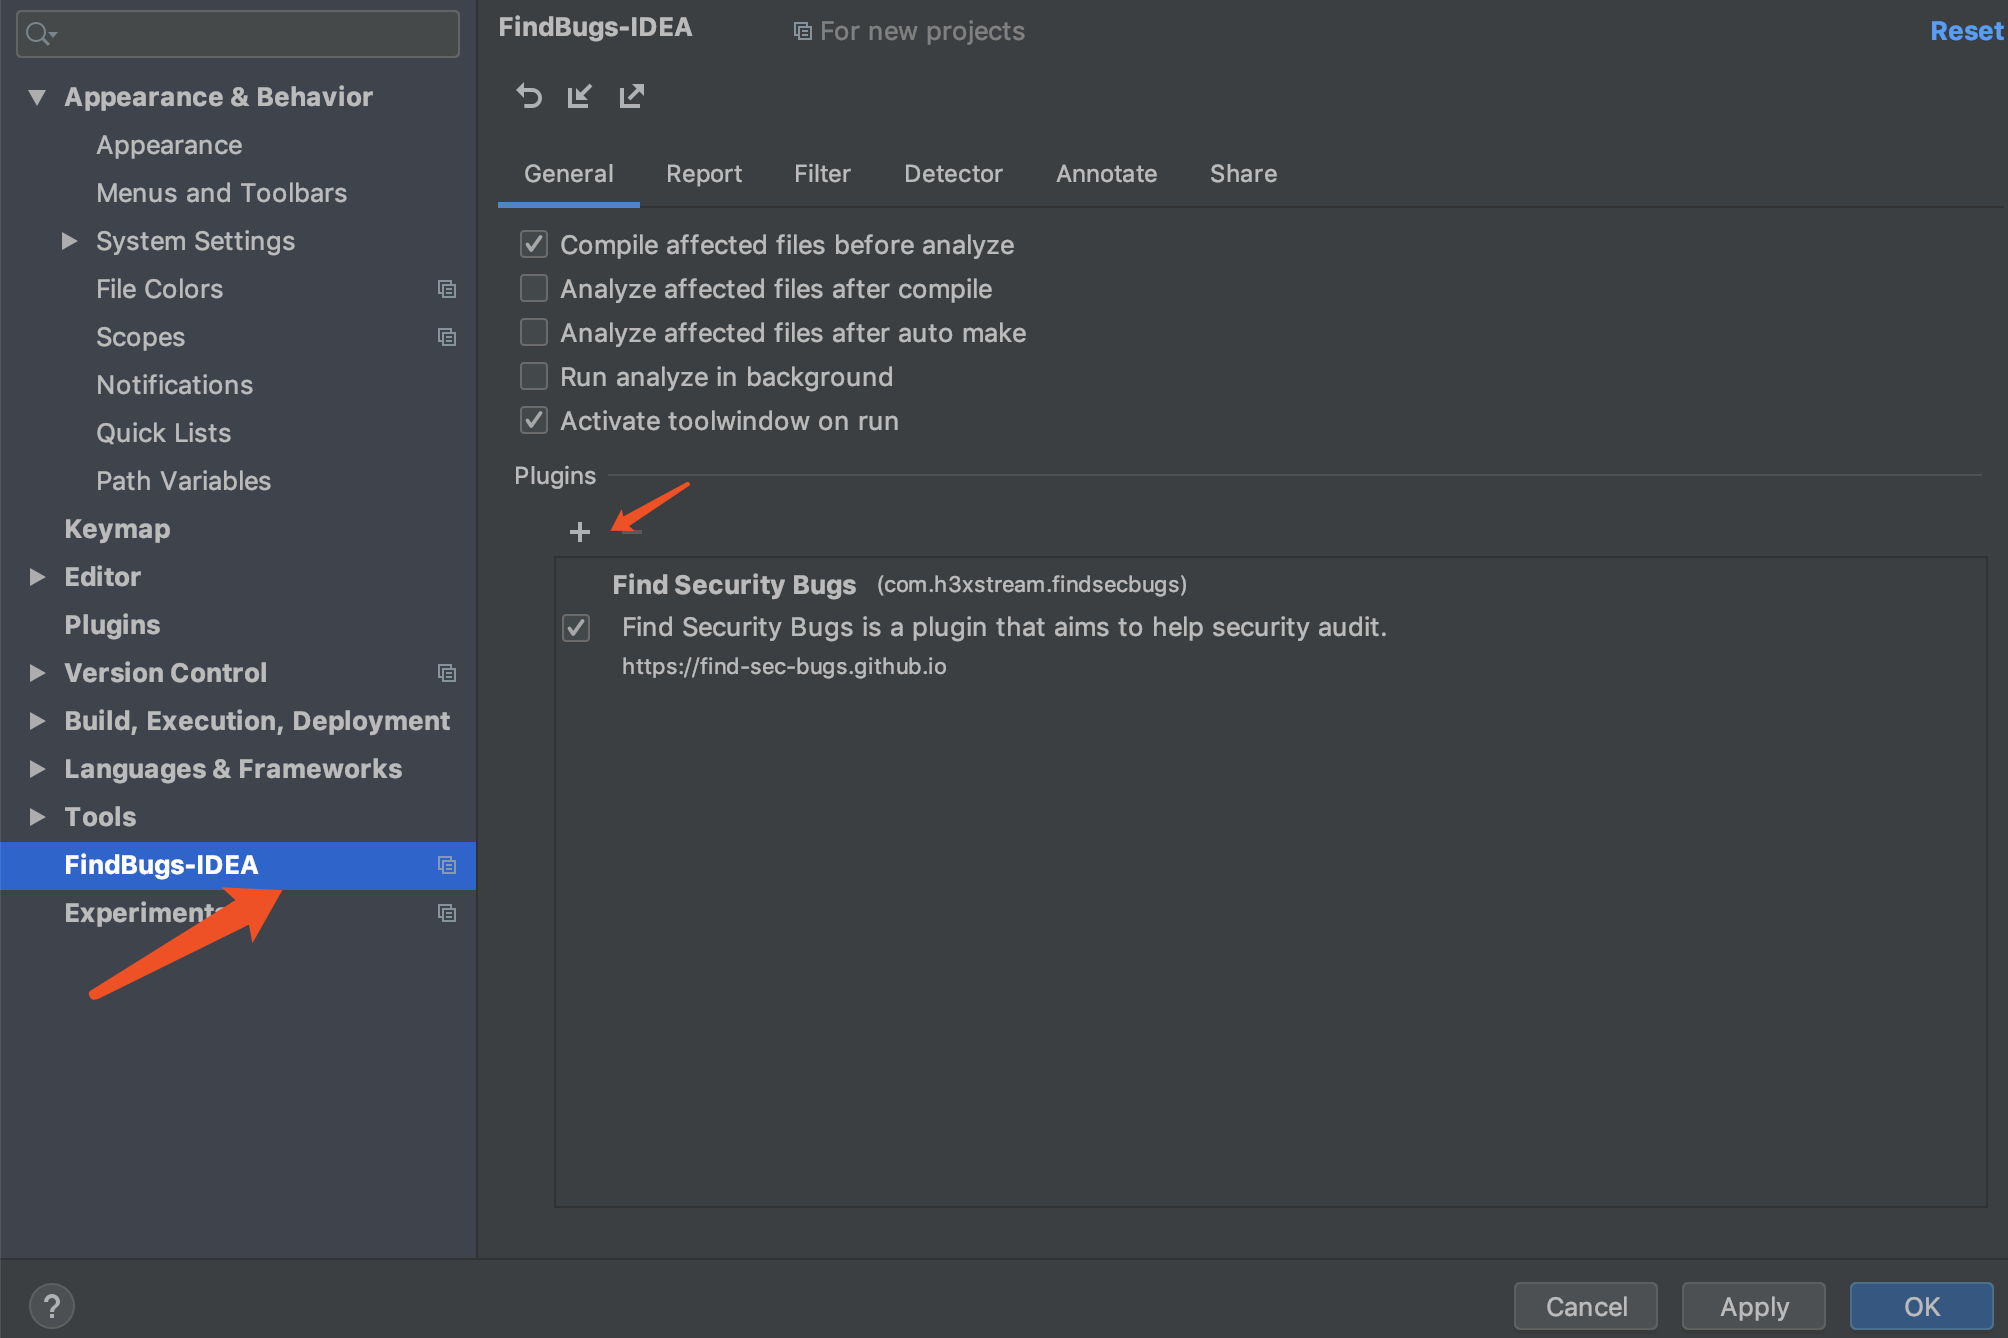 FindBugs-IDEA
For new projects
Reset
Appearance & Behavior
Appearance
Menus and Toolbars
System Settings
File Colors
Scopes
Notifications
Quick Lists
Path Variables
Keymap
Editor
Plugins
Version Control
Build, Execution, Deployment
Languages & Frameworks
Tools
FindBugs-IDEA
General Report Filter Detector Annotate Share
Compile affected files before analyze
Analyze affected files after compile
Analyze affected files after auto make
Run analyze in background
Activate toolwindow on run
Plugins
Find Security Bugs (com.h3xstream.findsecbugs)
Find Security Bugs is a plugin that aims to help security audit.
https://find-sec-bugs.github.io
?
Cancel Apply OK